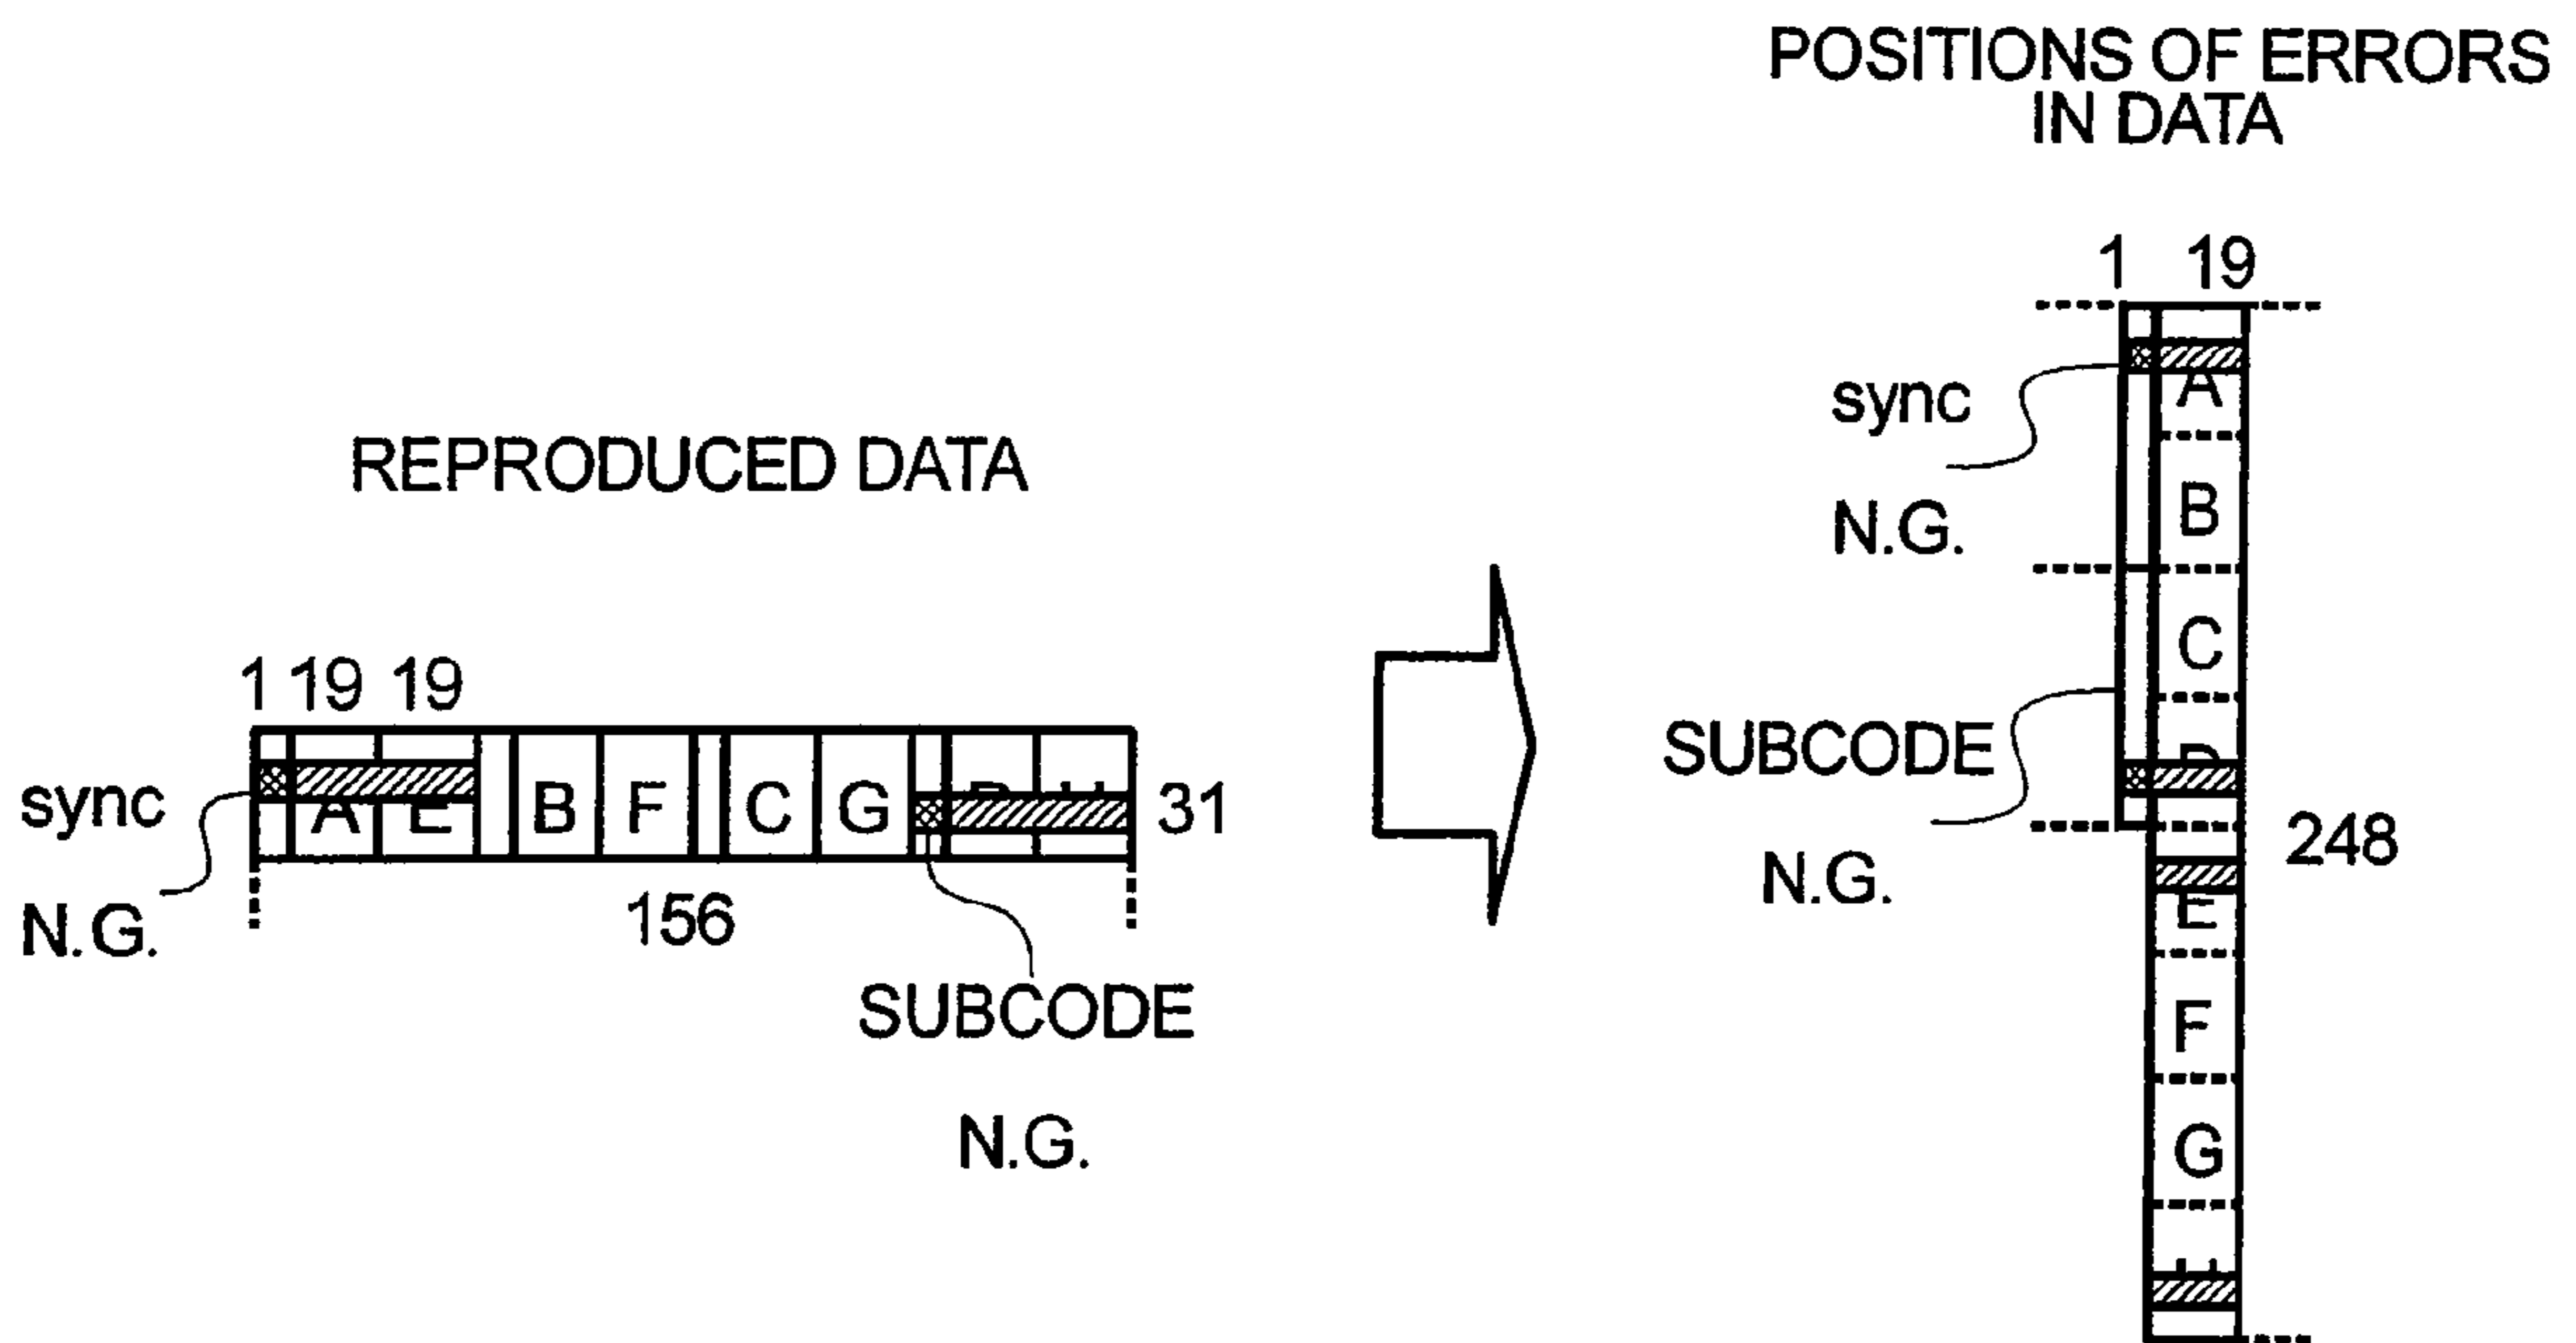 POSITIONS OF ERRORS
IN DATA
REPRODUCED DATA
1 19 19
sync
N.G.
A E B F C G
31
156
SUBCODE
N.G.
1 19
sync
N.G.
A
B
C
SUBCODE
N.G.
248
E
F
G